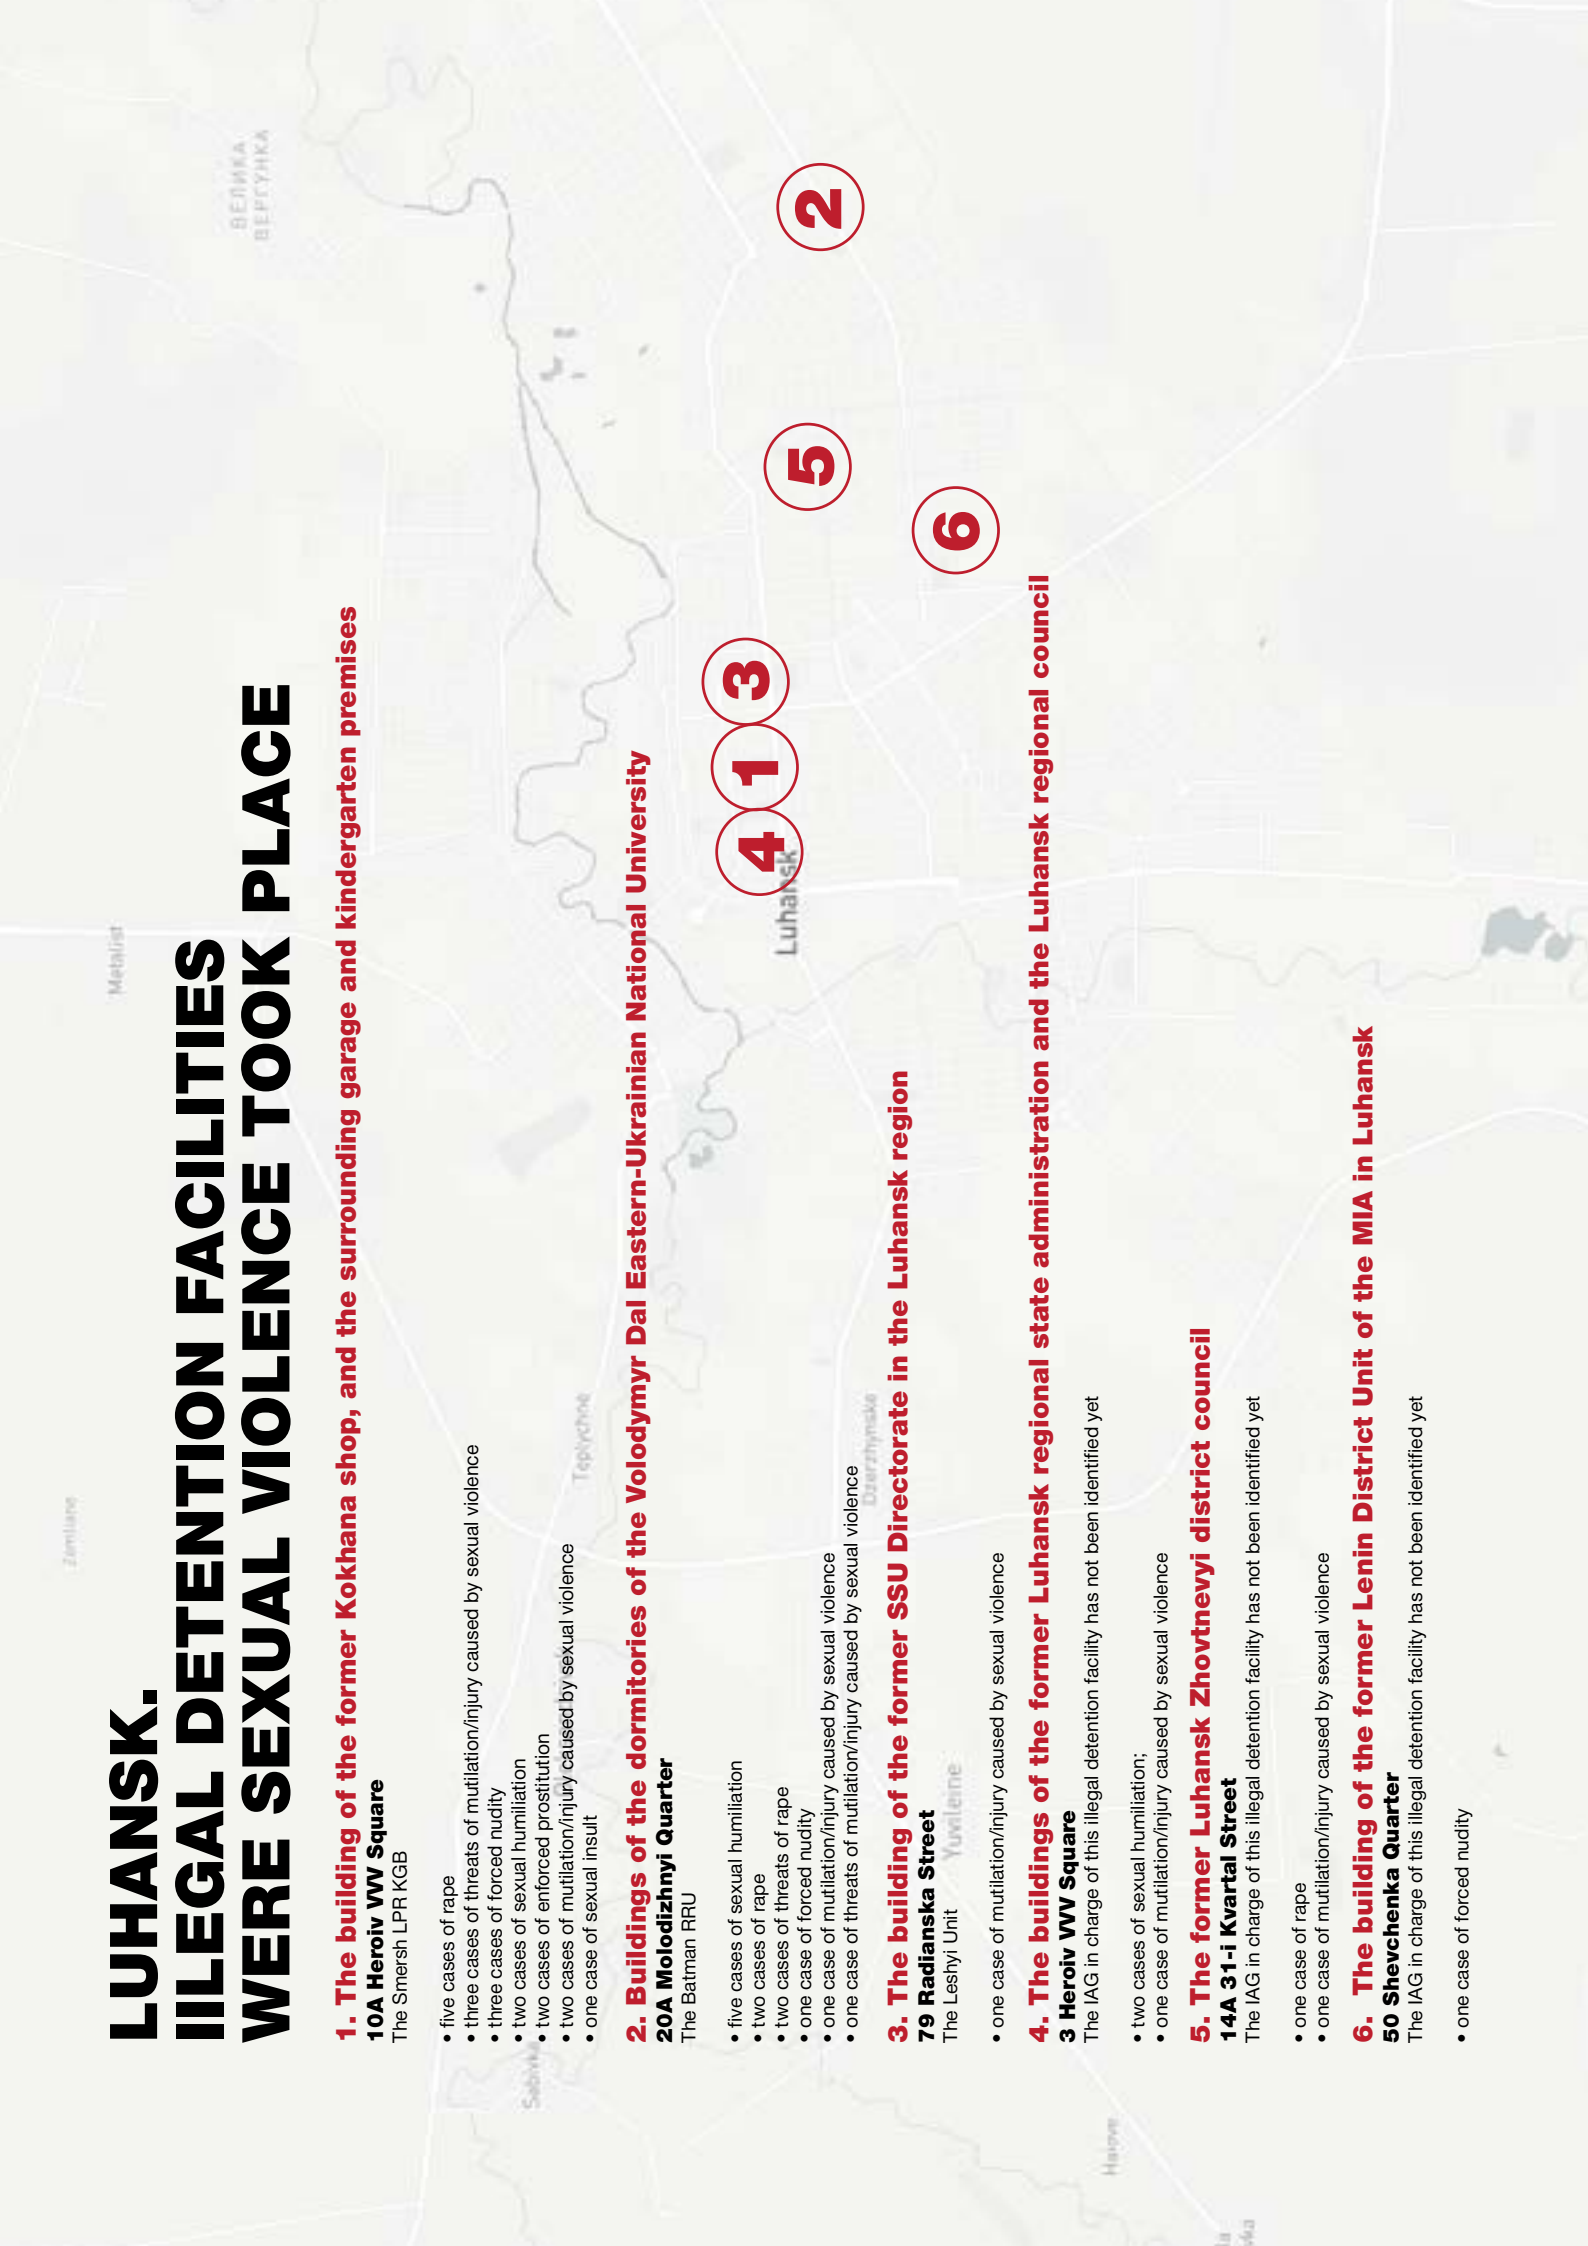 LUHANSK.
IILEGAL DETENTION FACILITIES
WERE SEXUAL VIOLENCE TOOK PLACE
1. The building of the former Kokhana shop, and the surrounding garage and kindergarten premises
10A Heroiv VVV Square
The Smersh LPR KGB
• five cases of rape
• three cases of threats of mutilation/injury caused by sexual violence
• three cases of forced nudity
• two cases of sexual humiliation
• two cases of enforced prostitution
• two cases of mutilation/injury caused by sexual violence
• one case of sexual insult
2. Buildings of the dormitories of the Volodymyr Dal Eastern-Ukrainian National University
20A Molodizhnyi Quarter
The Batman RRU
• five cases of sexual humiliation
• two cases of rape
• two cases of threats of rape
• one case of forced nudity
• one case of mutilation/injury caused by sexual violence
• one case of threats of mutilation/injury caused by sexual violence
3. The building of the former SSU Directorate in the Luhansk region
79 Radianska Street
The Leshyi Unit
• one case of mutilation/injury caused by sexual violence
4. The buildings of the former Luhansk regional state administration and the Luhansk regional council
3 Heroiv VVV Square
The IAG in charge of this illegal detention facility has not been identified yet
• two cases of sexual humiliation;
• one case of mutilation/injury caused by sexual violence
5. The former Luhansk Zhovtnevyi district council
14A 31-i Kvartal Street
The IAG in charge of this illegal detention facility has not been identified yet
• one case of rape
• one case of mutilation/injury caused by sexual violence
6. The building of the former Lenin District Unit of the MIA in Luhansk
50 Shevchenka Quarter
The IAG in charge of this illegal detention facility has not been identified yet
• one case of forced nudity
Zemliane
Metalist
ВЕЛИКА
ВЕРГУНКА
Sabivka
Teplychne
Luhansk
4
1
3
5
2
6
Dzerzhynske
Yuvilene
Haiove